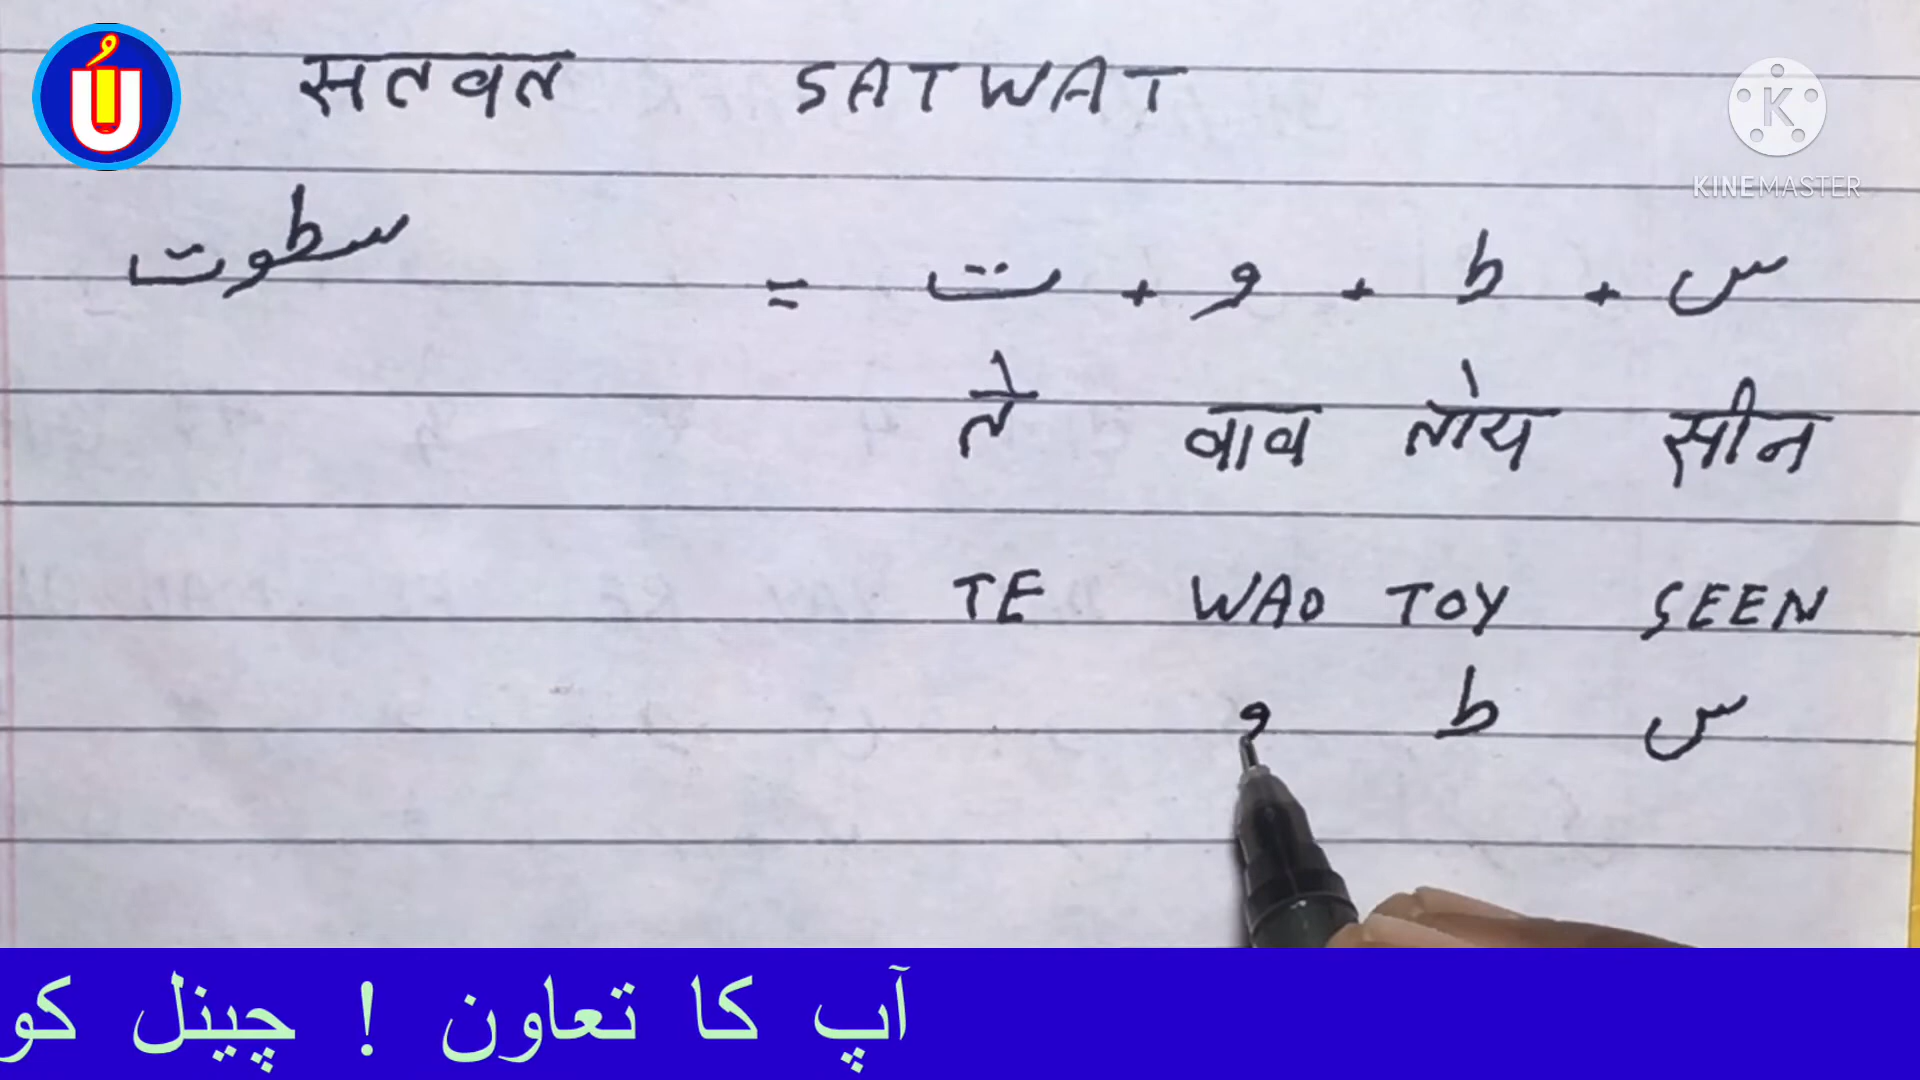 सतवत SATWAT
KINEMASTER
س + ط + و + ت = سطوت
सीन तोय वाव ते
SEEN TOY WAO TE
س ط و
آپ کا تعاون ! چینل کو